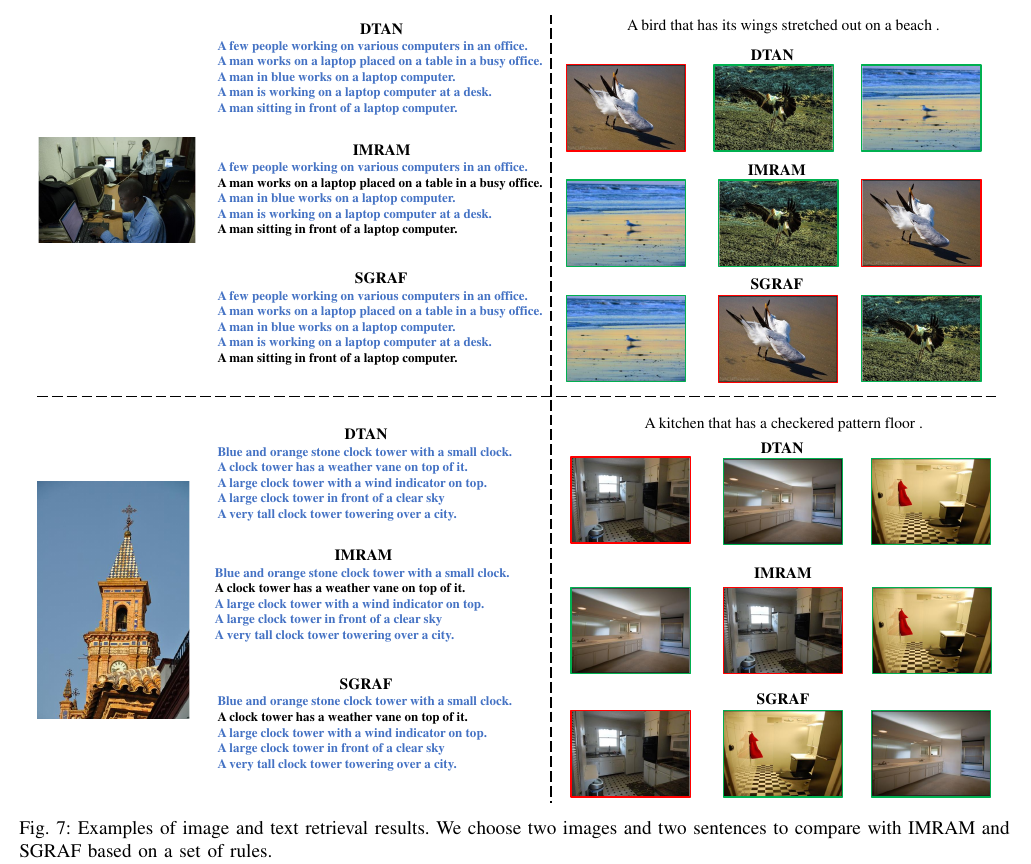 DTAN
A few people working on various computers in an office.
A man works on a laptop placed on a table in a busy office.
A man in blue works on a laptop computer.
A man is working on a laptop computer at a desk.
A man sitting in front of a laptop computer.
IMRAM
A few people working on various computers in an office.
A man works on a laptop placed on a table in a busy office.
A man in blue works on a laptop computer.
A man is working on a laptop computer at a desk.
A man sitting in front of a laptop computer.
SGRAF
A few people working on various computers in an office.
A man works on a laptop placed on a table in a busy office.
A man in blue works on a laptop computer.
A man is working on a laptop computer at a desk.
A man sitting in front of a laptop computer.
A bird that has its wings stretched out on a beach .
DTAN
IMRAM
SGRAF
DTAN
Blue and orange stone clock tower with a small clock.
A clock tower has a weather vane on top of it.
A large clock tower with a wind indicator on top.
A large clock tower in front of a clear sky
A very tall clock tower towering over a city.
IMRAM
Blue and orange stone clock tower with a small clock.
A clock tower has a weather vane on top of it.
A large clock tower with a wind indicator on top.
A large clock tower in front of a clear sky
A very tall clock tower towering over a city.
SGRAF
Blue and orange stone clock tower with a small clock.
A clock tower has a weather vane on top of it.
A large clock tower with a wind indicator on top.
A large clock tower in front of a clear sky
A very tall clock tower towering over a city.
A kitchen that has a checkered pattern floor .
DTAN
IMRAM
SGRAF
Fig. 7: Examples of image and text retrieval results. We choose two images and two sentences to compare with IMRAM and
SGRAF based on a set of rules.